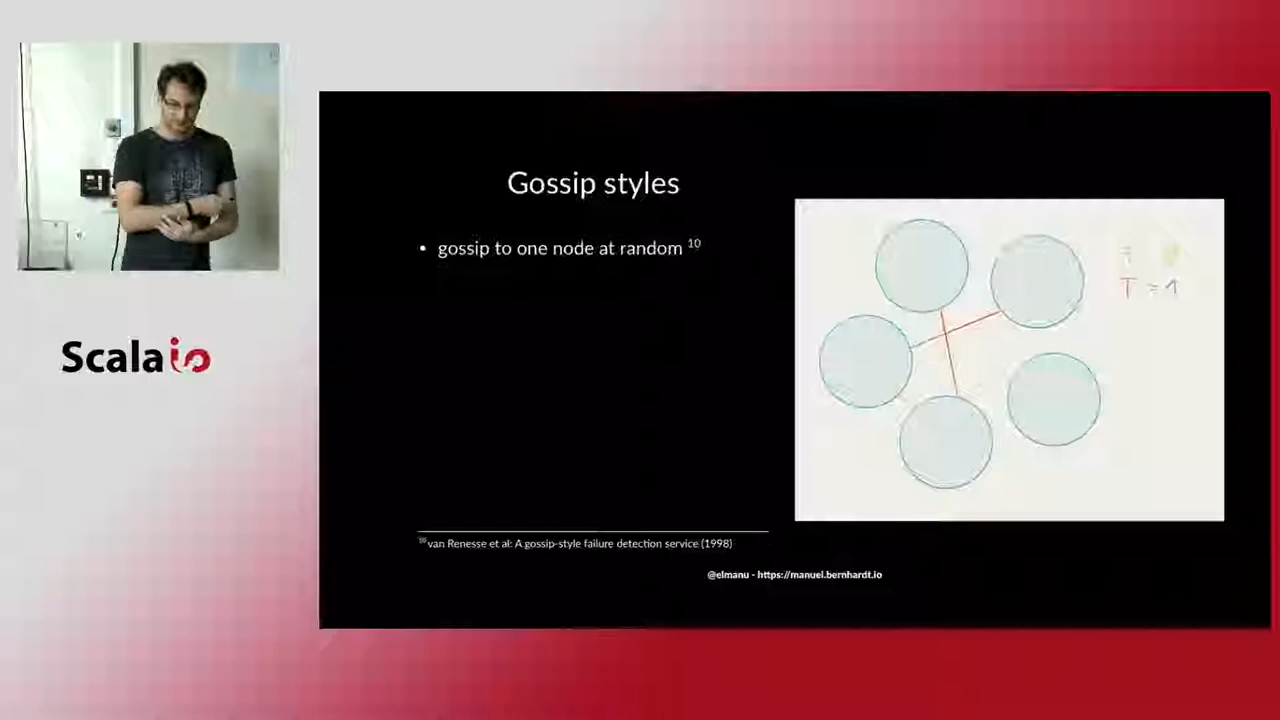 Gossip styles
• gossip to one node at random 10
T = 1
Scala io
10 van Renesse et al: A gossip-style failure detection service (1998)
@elmanu - https://manuel.bernhardt.io